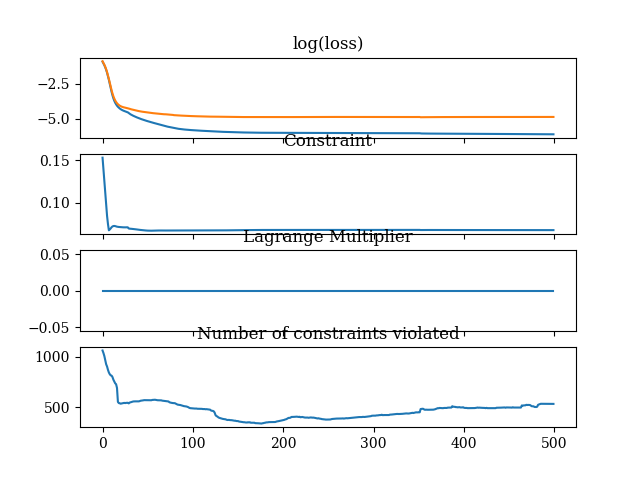 log(loss)
−2.5
−5.0
Constraint
0.15
0.10
Lagrange Multiplier
0.05
0.00
−0.05
Number of constraints violated
1000
500
0 100 200 300 400 500